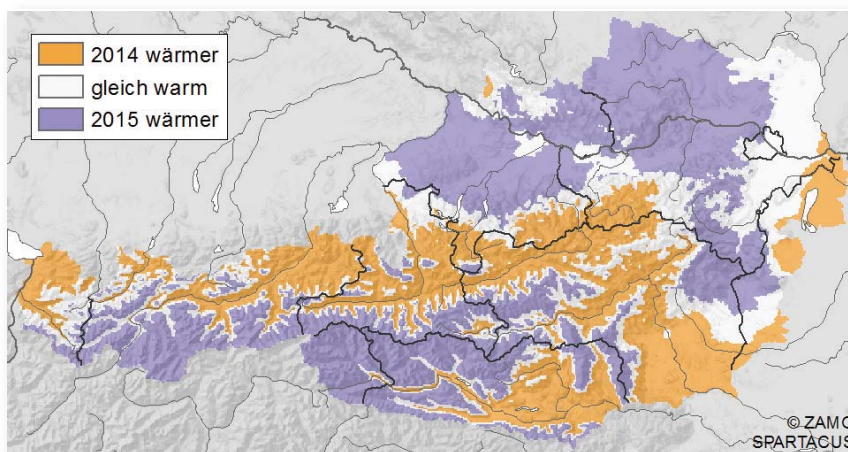 2014 wärmer
gleich warm
2015 wärmer
© ZAMG
SPARTACUS